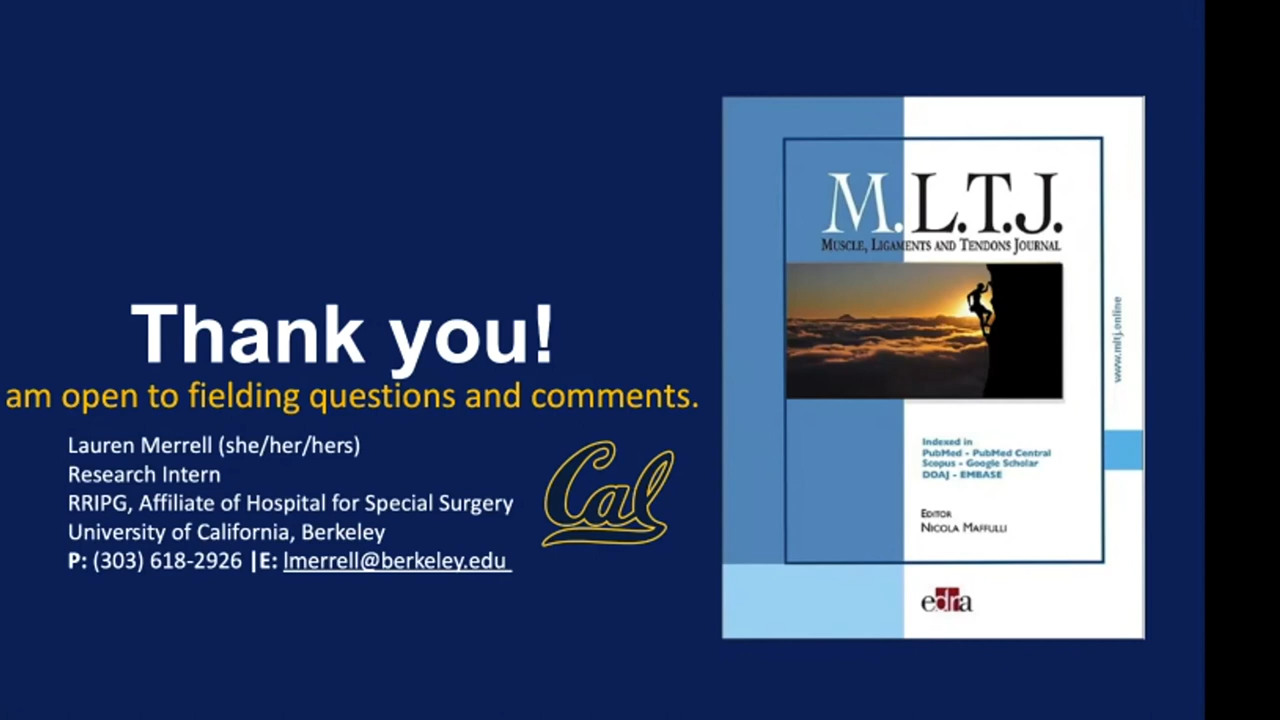 Thank you!
am open to fielding questions and comments.
Lauren Merrell (she/her/hers)
Research Intern
RRIPG, Affiliate of Hospital for Special Surgery
University of California, Berkeley
P: (303) 618-2926 |E: lmerrell@berkeley.edu
Cal
M.L.T.J.
MUSCLE, LIGAMENTS AND TENDONS JOURNAL
www.mltj.online
Indexed in
PubMed - PubMed Central
Scopus - Google Scholar
DOAJ - EMBASE
EDITOR
NICOLA MAFFULLI
edra